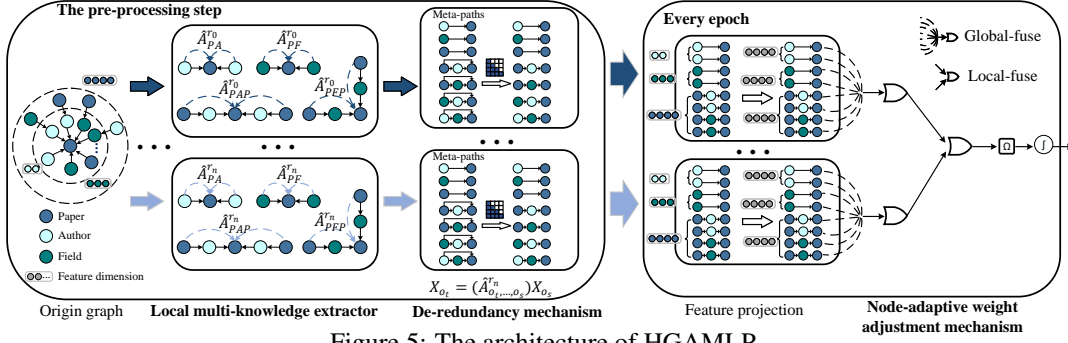 The pre-processing step
Every epoch
Meta-paths
Global-fuse
Local-fuse
Â^{r_0}_{PA}
Â^{r_0}_{PF}
Â^{r_0}_{PAP}
Â^{r_0}_{PFP}
Ω
∫
Meta-paths
Â^{r_n}_{PA}
Â^{r_n}_{PF}
Â^{r_n}_{PAP}
Â^{r_n}_{PFP}
Paper
Author
Field
Feature dimension
X_{o_t} = (Â^{r_n}_{o_t,...,o_s})X_{o_s}
Origin graph
Local multi-knowledge extractor
De-redundancy mechanism
Feature projection
Node-adaptive weight
adjustment mechanism
Figure 5: The architecture of HGAMLP